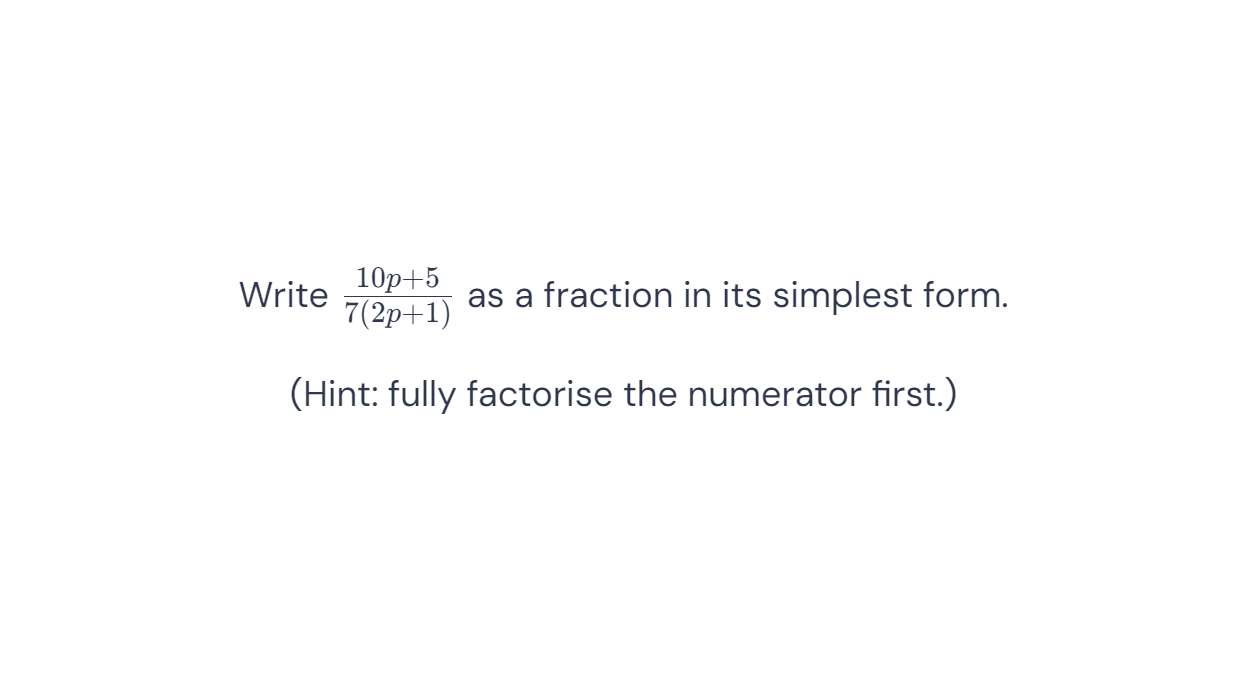 Write \frac{10p+5}{7(2p+1)} as a fraction in its simplest form.
(Hint: fully factorise the numerator first.)